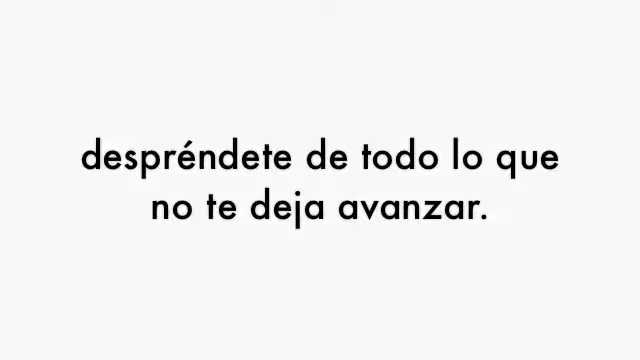 despréndete de todo lo que
no te deja avanzar.